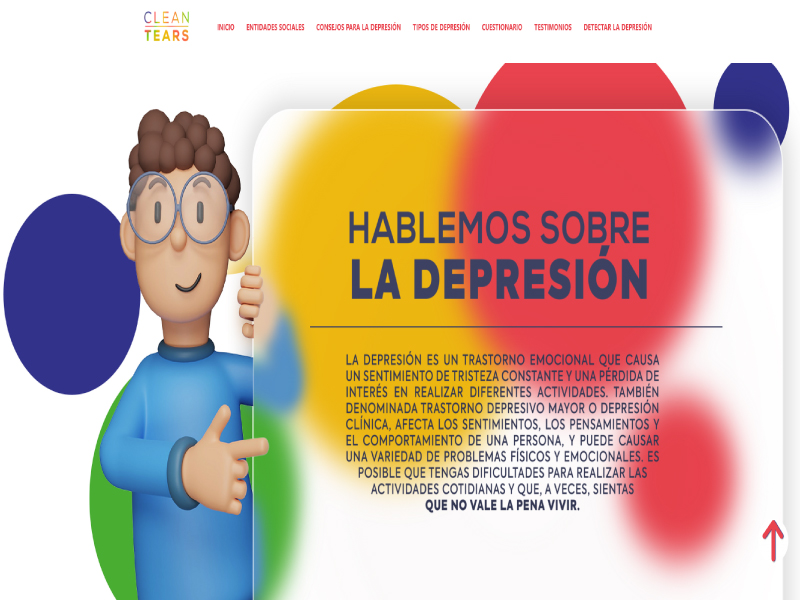 CLEAN
TEARS
INICIO ENTIDADES SOCIALES CONSEJOS PARA LA DEPRESIÓN TIPOS DE DEPRESIÓN CUESTIONARIO TESTIMONIOS DETECTAR LA DEPRESIÓN
HABLEMOS SOBRE
LA DEPRESIÓN
LA DEPRESIÓN ES UN TRASTORNO EMOCIONAL QUE CAUSA
UN SENTIMIENTO DE TRISTEZA CONSTANTE Y UNA PÉRDIDA DE
INTERÉS EN REALIZAR DIFERENTES ACTIVIDADES. TAMBIÉN
DENOMINADA TRASTORNO DEPRESIVO MAYOR O DEPRESIÓN
CLÍNICA, AFECTA LOS SENTIMIENTOS, LOS PENSAMIENTOS Y
EL COMPORTAMIENTO DE UNA PERSONA, Y PUEDE CAUSAR
UNA VARIEDAD DE PROBLEMAS FÍSICOS Y EMOCIONALES. ES
POSIBLE QUE TENGAS DIFICULTADES PARA REALIZAR LAS
ACTIVIDADES COTIDIANAS Y QUE, A VECES, SIENTAS
QUE NO VALE LA PENA VIVIR.